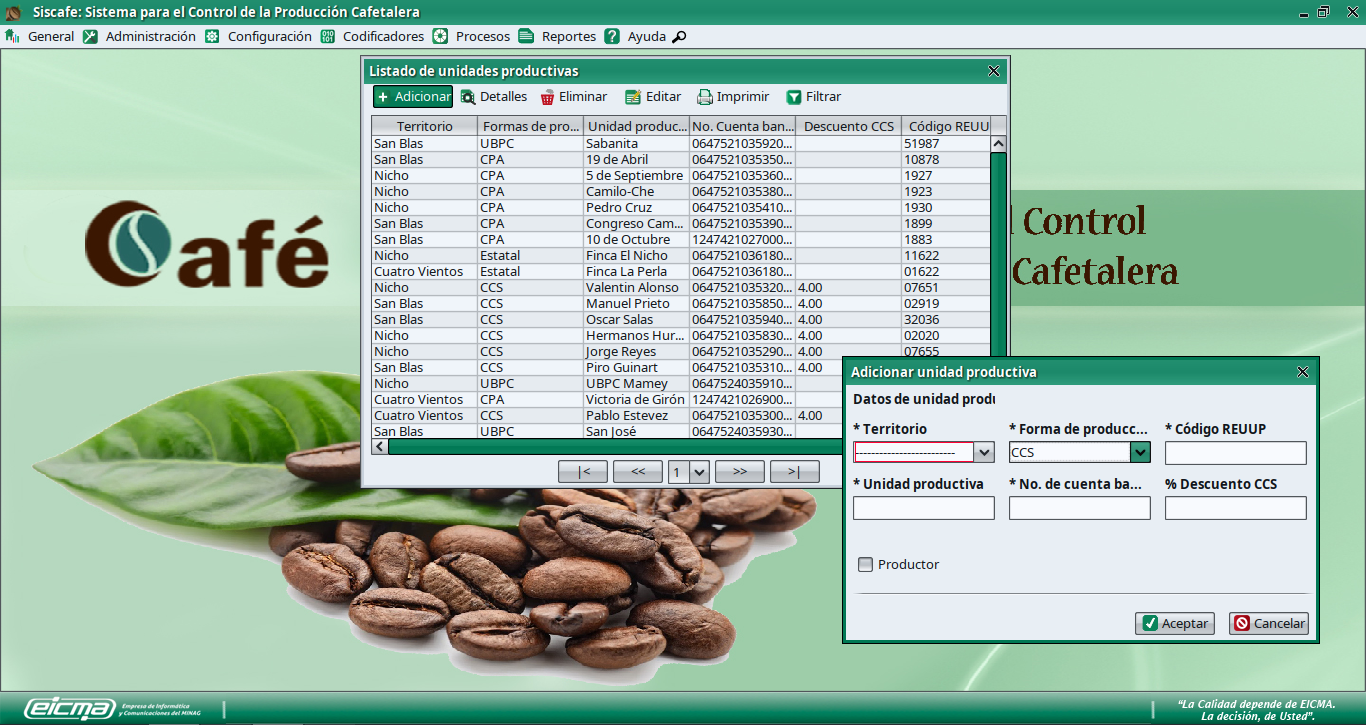 Siscafe: Sistema para el Control de la Producción Cafetalera
General Administración Configuración Codificadores Procesos Reportes Ayuda
Café
l Control
Cafetalera
Listado de unidades productivas
Adicionar Detalles Eliminar Editar Imprimir Filtrar
Territorio Formas de pro... Unidad produc... No. Cuenta ban... Descuento CCS Código REUU
San Blas UBPC Sabanita 0647521035920... 51987
San Blas CPA 19 de Abril 0647521035350... 10878
Nicho CPA 5 de Septiembre 0647521035360... 1927
Nicho CPA Camilo-Che 0647521035380... 1923
Nicho CPA Pedro Cruz 0647521035410... 1930
San Blas CPA Congreso Cam... 0647521035390... 1899
San Blas CPA 10 de Octubre 1247421027000... 1883
Nicho Estatal Finca El Nicho 0647521036180... 11622
Cuatro Vientos Estatal Finca La Perla 0647521036180... 01622
Nicho CCS Valentin Alonso 0647521035320... 4.00 07651
San Blas CCS Manuel Prieto 0647521035850... 4.00 02919
San Blas CCS Oscar Salas 0647521035940... 4.00 32036
Nicho CCS Hermanos Hur... 0647521035830... 4.00 02020
Nicho CCS Jorge Reyes 0647521035290... 4.00 07655
San Blas CCS Piro Guinart 0647521035310... 4.00
Nicho UBPC UBPC Mamey 0647524035910...
Cuatro Vientos CPA Victoria de Girón 1247421026900...
Cuatro Vientos CCS Pablo Estevez 0647521035300... 4.00
San Blas UBPC San José 0647524035930...
|< << 1 >> >|
Adicionar unidad productiva
Datos de unidad produ
* Territorio * Forma de producc... * Código REUUP
------------------------- CCS
* Unidad productiva * No. de cuenta ba... % Descuento CCS
Productor
Aceptar Cancelar
eicma Empresa de Informática
y Comunicaciones del MINAG
“La Calidad depende de EICMA.
La decisión, de Usted”.